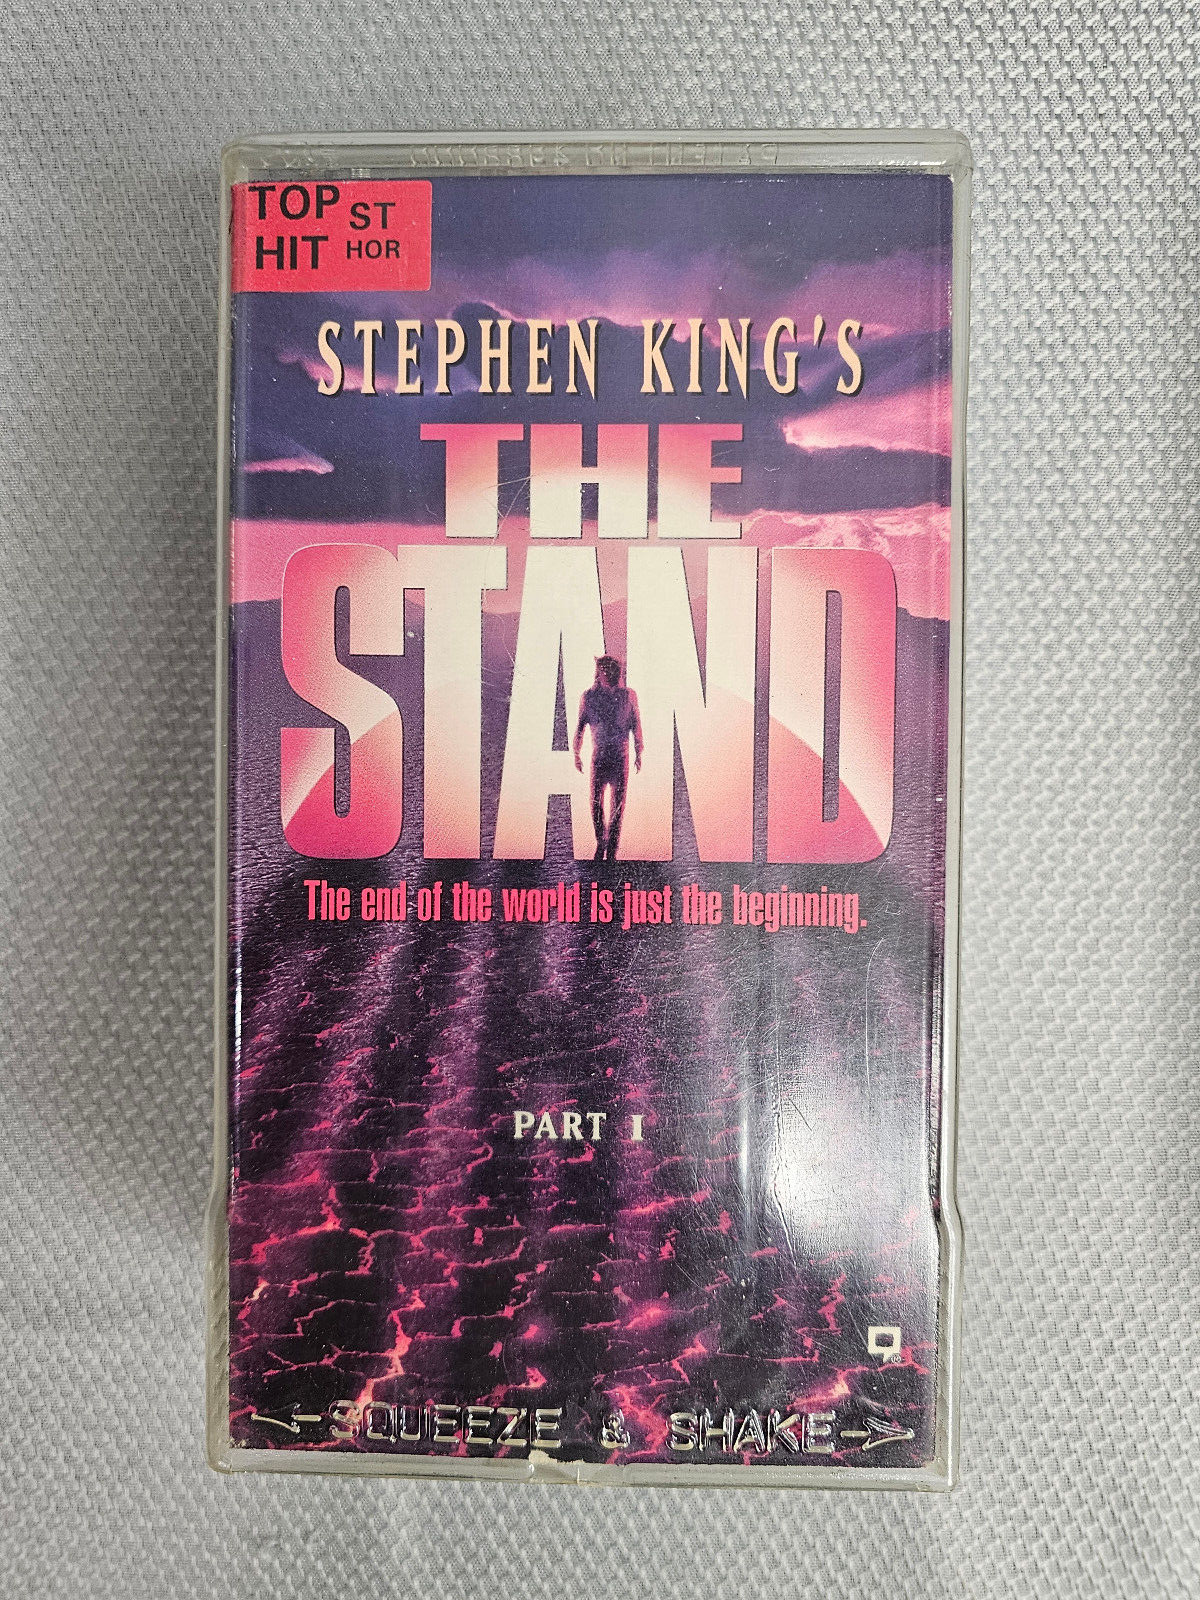 TOP ST
HIT HOR
STEPHEN KING'S
THE
STAND
The end of the world is just the beginning.
PART I
<-SQUEEZE & SHAKE->